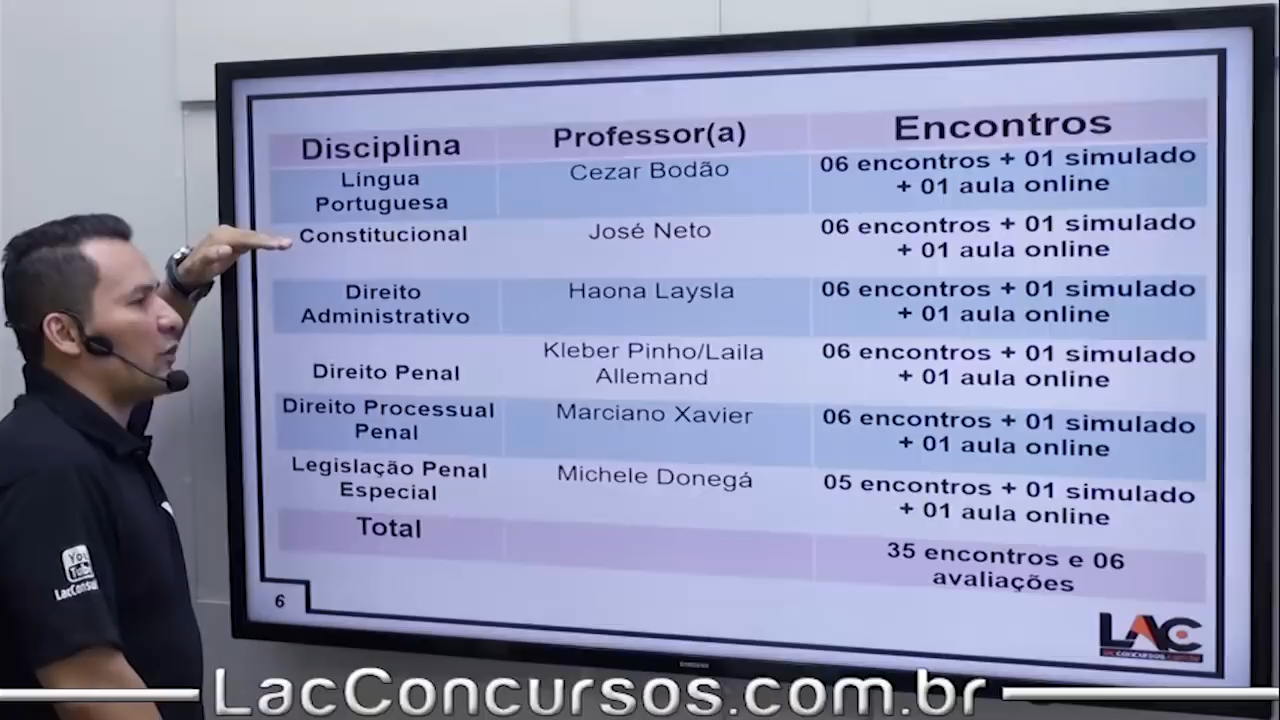 Disciplina
Professor(a)
Encontros
Lingua
Portuguesa
Cezar Bodão
06 encontros + 01 simulado
+ 01 aula online
Constitucional
José Neto
06 encontros + 01 simulado
+ 01 aula online
Direito
Administrativo
Haona Laysla
06 encontros + 01 simulado
+ 01 aula online
Direito Penal
Kleber Pinho/Laila
Allemand
06 encontros + 01 simulado
+ 01 aula online
Direito Processual
Penal
Marciano Xavier
06 encontros + 01 simulado
+ 01 aula online
Legislação Penal
Especial
Michele Donegá
05 encontros + 01 simulado
+ 01 aula online
Total
35 encontros e 06
avaliações
6
LAC
SAMSUNG
You
Tube
LacConcursos.com.br